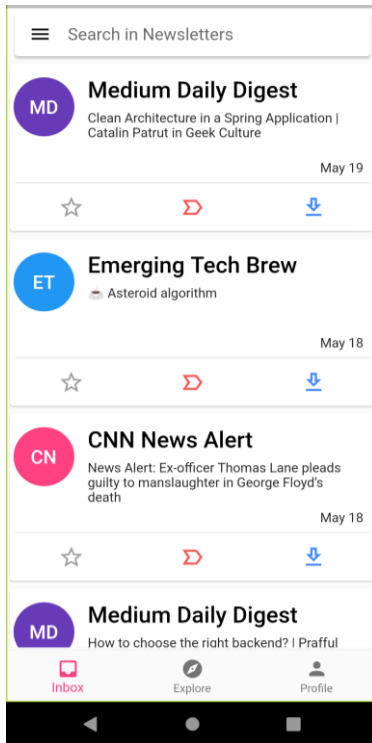 Search in Newsletters
MD
Medium Daily Digest
Clean Architecture in a Spring Application |
Catalin Patrut in Geek Culture
May 19
ET
Emerging Tech Brew
☕ Asteroid algorithm
May 18
CN
CNN News Alert
News Alert: Ex-officer Thomas Lane pleads
guilty to manslaughter in George Floyd's
death
May 18
MD
Medium Daily Digest
How to choose the right backend? | Prafful
Inbox
Explore
Profile